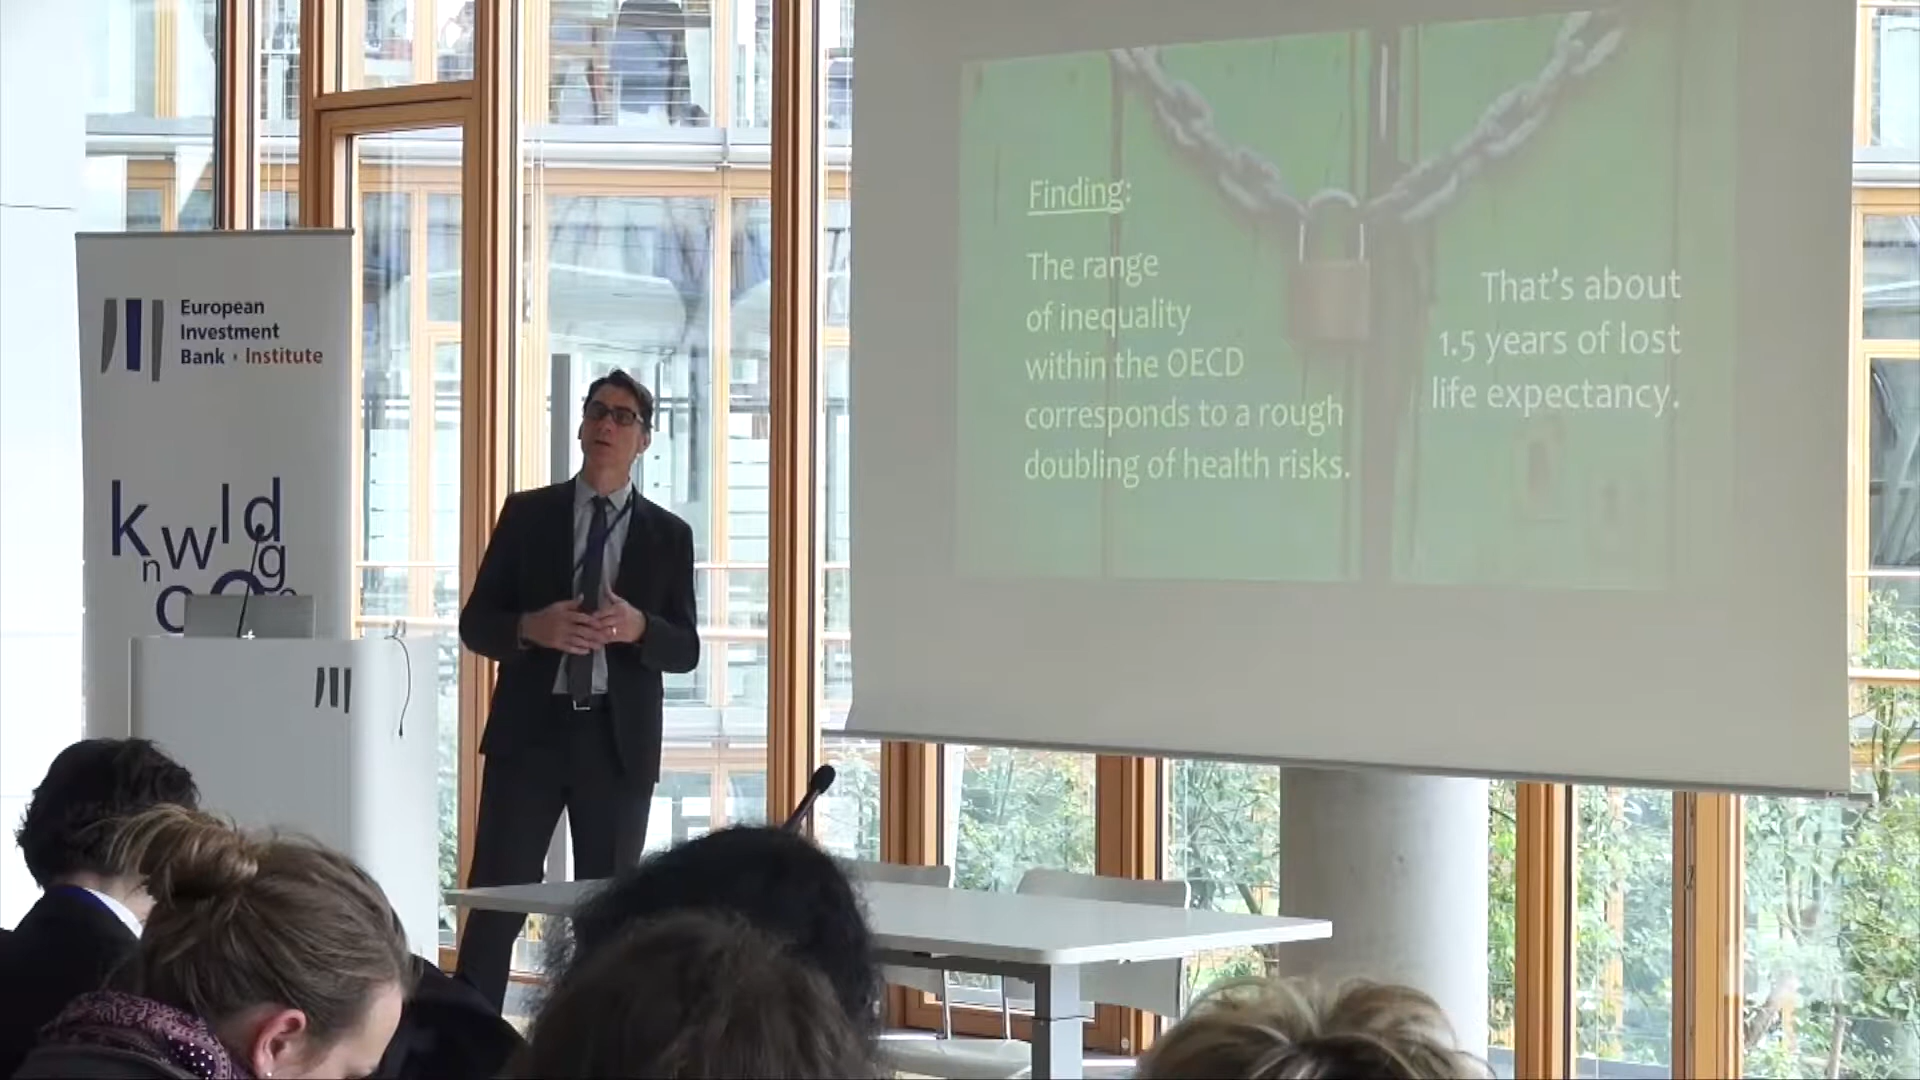 European
Investment
Bank · Institute
knwldg
Finding:
The range
of inequality
within the OECD
corresponds to a rough
doubling of health risks.
That's about
1.5 years of lost
life expectancy.